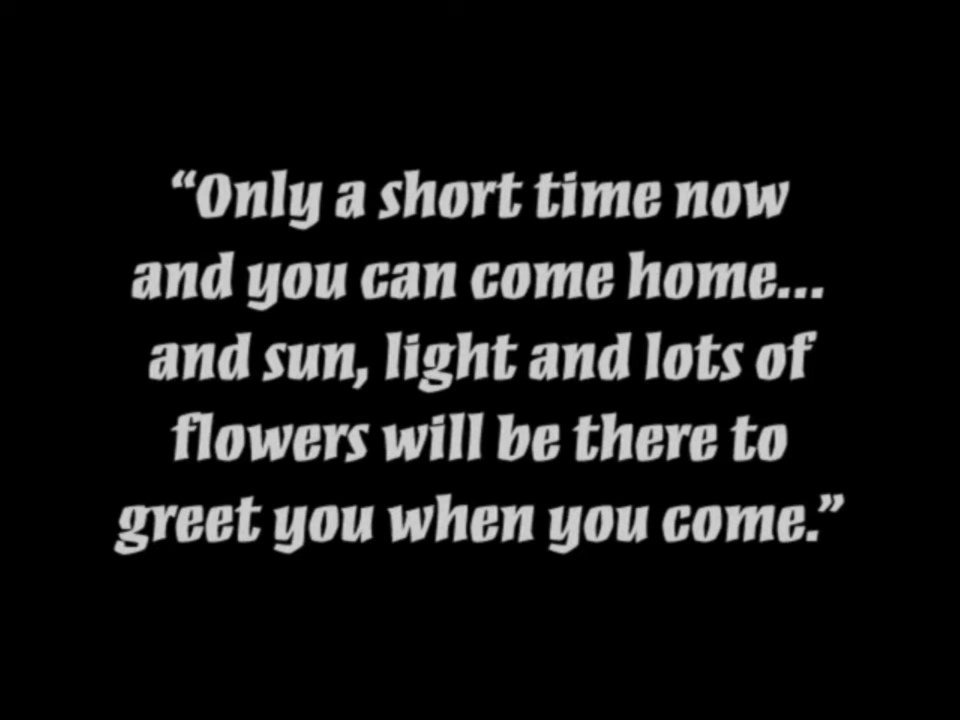 “Only a short time now
and you can come home...
and sun, light and lots of
flowers will be there to
greet you when you come.”